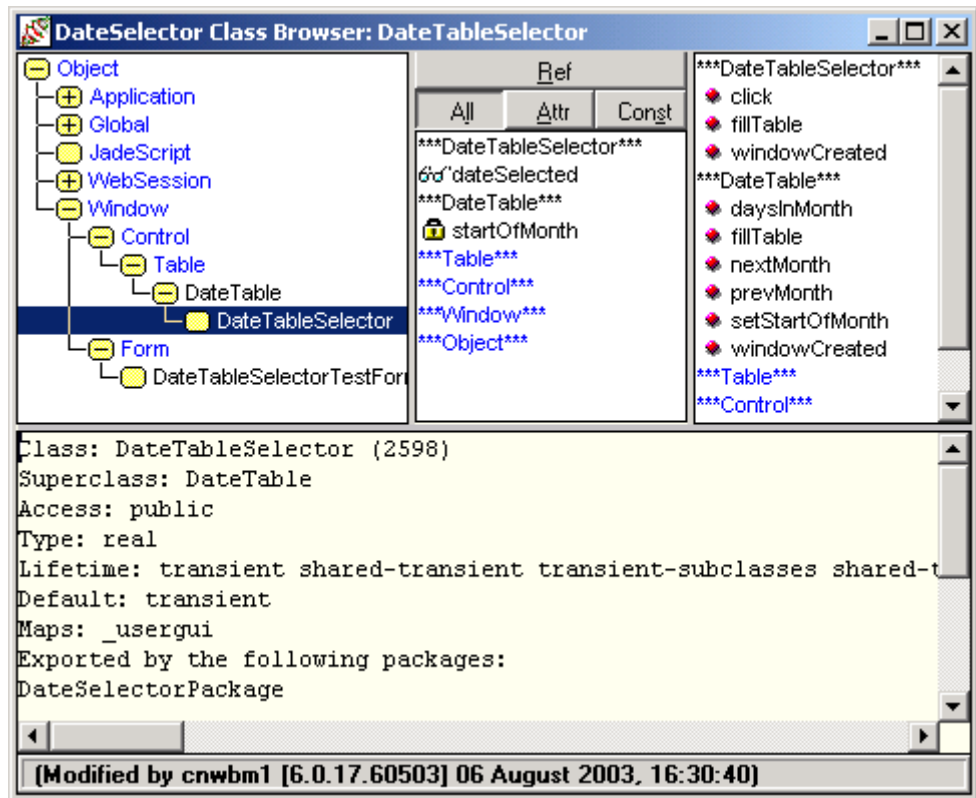 DateSelector Class Browser: DateTableSelector
Object
Application
Global
JadeScript
WebSession
Window
Control
Table
DateTable
DateTableSelector
Form
DateTableSelectorTestForm
Ref
All Attr Const
***DateTableSelector***
dateSelected
***DateTable***
startOfMonth
***Table***
***Control***
***Window***
***Object***
***DateTableSelector***
click
fillTable
windowCreated
***DateTable***
daysInMonth
fillTable
nextMonth
prevMonth
setStartOfMonth
windowCreated
***Table***
***Control***
Class: DateTableSelector (2598)
Superclass: DateTable
Access: public
Type: real
Lifetime: transient shared-transient transient-subclasses shared-t
Default: transient
Maps: _usergui
Exported by the following packages:
DateSelectorPackage
(Modified by cnwbm1 [6.0.17.60503] 06 August 2003, 16:30:40)